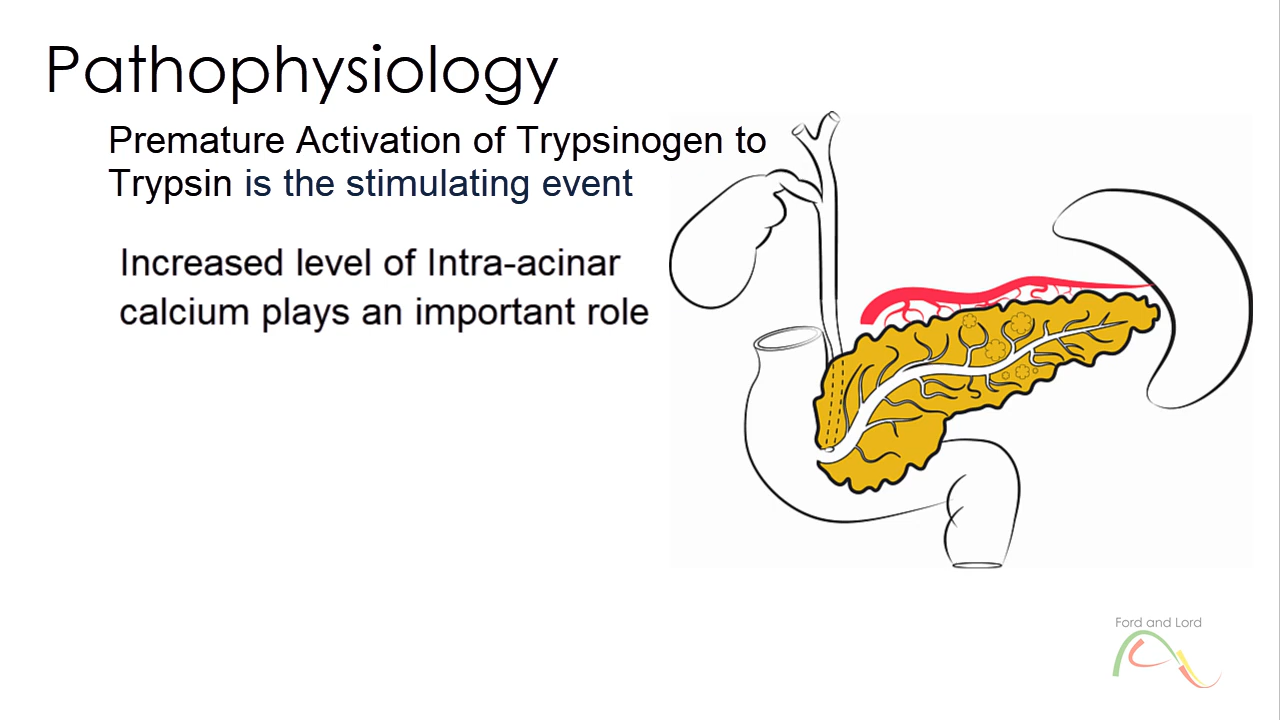 Pathophysiology
Premature Activation of Trypsinogen to
Trypsin is the stimulating event
Increased level of Intra-acinar
calcium plays an important role
Ford and Lord